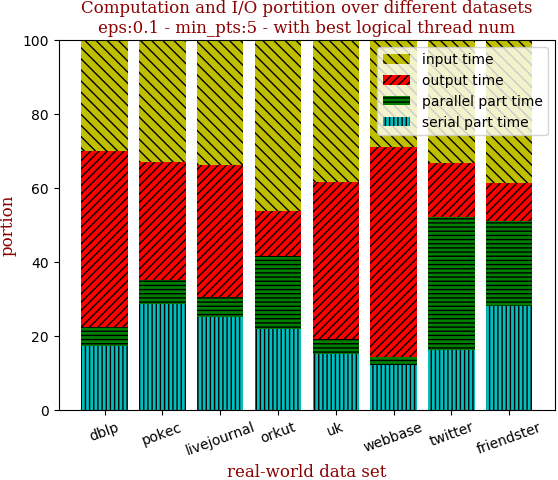 Computation and I/O portion over different datasets
eps:0.1 - min_pts:5 - with best logical thread num
100
80
60
40
20
0
portion
input time
output time
parallel part time
serial part time
dblp
pokec
livejournal
orkut
uk
webbase
twitter
friendster
real-world data set